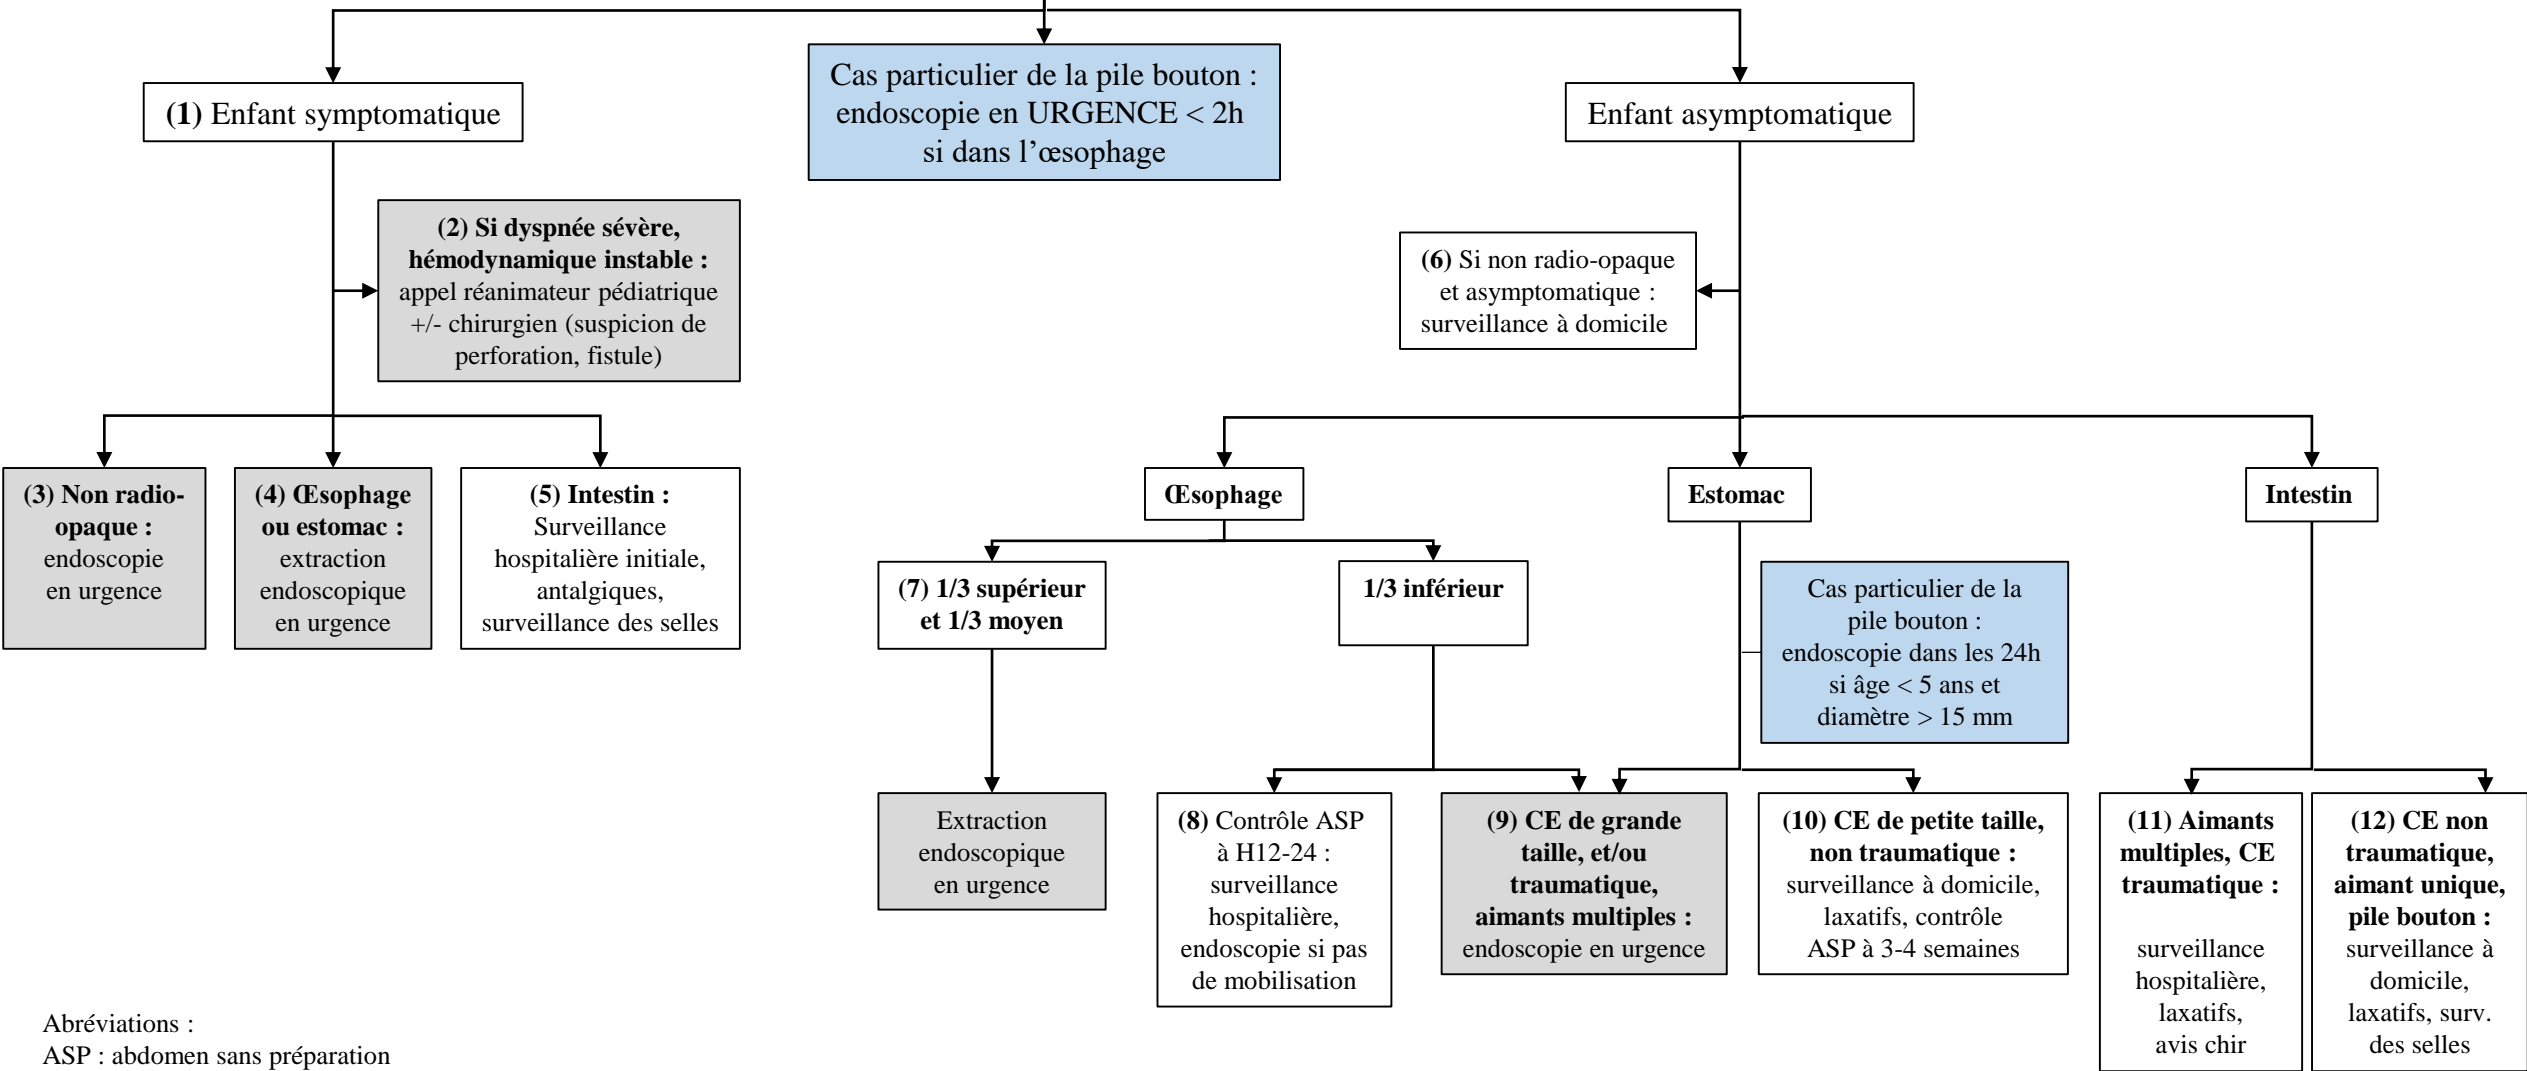 (1) Enfant symptomatique
Cas particulier de la pile bouton :
endoscopie en URGENCE < 2h
si dans l’œsophage
Enfant asymptomatique
(2) Si dyspnée sévère,
hémodynamique instable :
appel réanimateur pédiatrique
+/- chirurgien (suspicion de
perforation, fistule)
(6) Si non radio-opaque
et asymptomatique :
surveillance à domicile
(3) Non radio-
opaque :
endoscopie
en urgence
(4) Œsophage
ou estomac :
extraction
endoscopique
en urgence
(5) Intestin :
Surveillance
hospitalière initiale,
antalgiques,
surveillance des selles
Œsophage
Estomac
Intestin
(7) 1/3 supérieur
et 1/3 moyen
1/3 inférieur
Cas particulier de la
pile bouton :
endoscopie dans les 24h
si âge < 5 ans et
diamètre > 15 mm
Extraction
endoscopique
en urgence
(8) Contrôle ASP
à H12-24 :
surveillance
hospitalière,
endoscopie si pas
de mobilisation
(9) CE de grande
taille, et/ou
traumatique,
aimants multiples :
endoscopie en urgence
(10) CE de petite taille,
non traumatique :
surveillance à domicile,
laxatifs, contrôle
ASP à 3-4 semaines
(11) Aimants
multiples, CE
traumatique :
surveillance
hospitalière,
laxatifs,
avis chir
(12) CE non
traumatique,
aimant unique,
pile bouton :
surveillance à
domicile,
laxatifs, surv.
des selles
Abréviations :
ASP : abdomen sans préparation